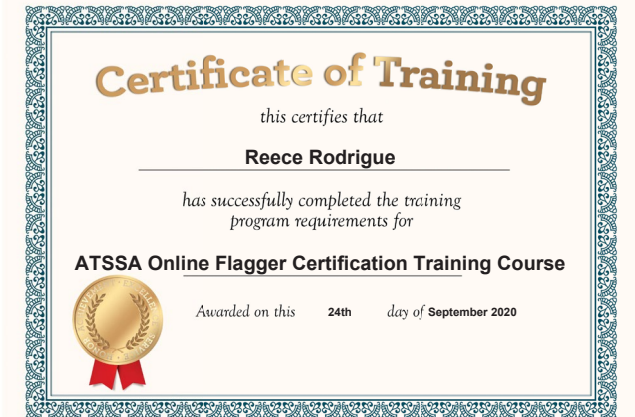 Certificate of Training
this certifies that
Reece Rodrigue
has successfully completed the training
program requirements for
ATSSA Online Flagger Certification Training Course
Awarded on this 24th day of September 2020